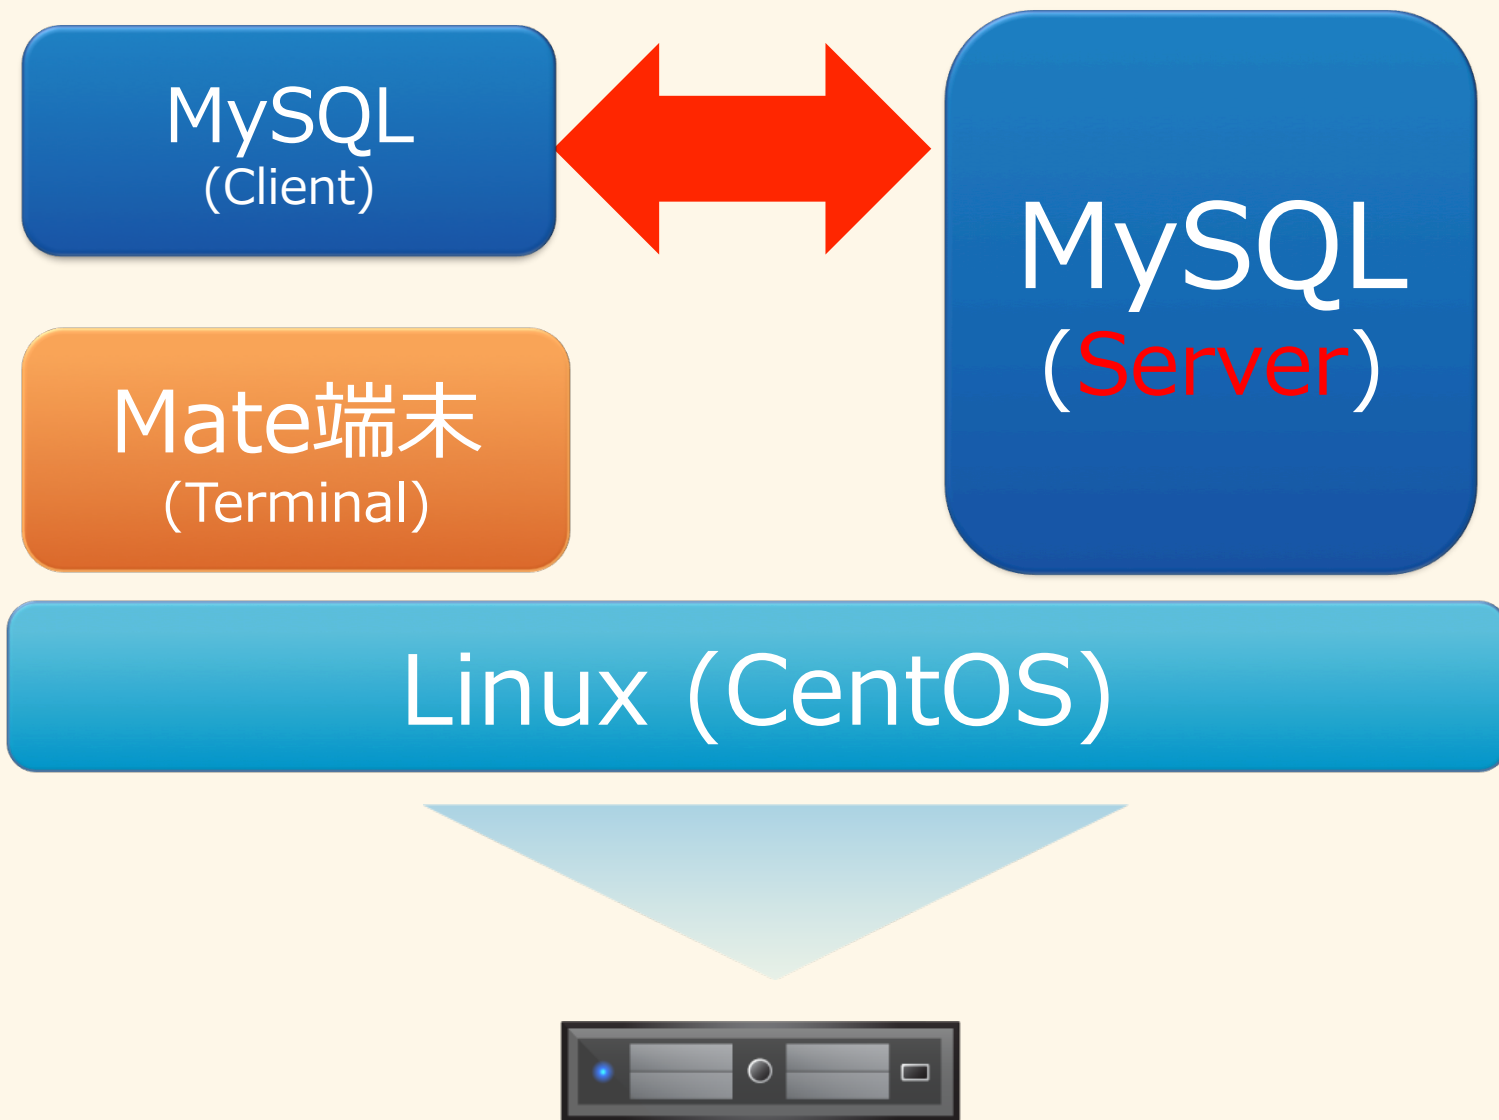 MySQL
(Client)
MySQL
(Server)
Mate端末
(Terminal)
Linux (CentOS)